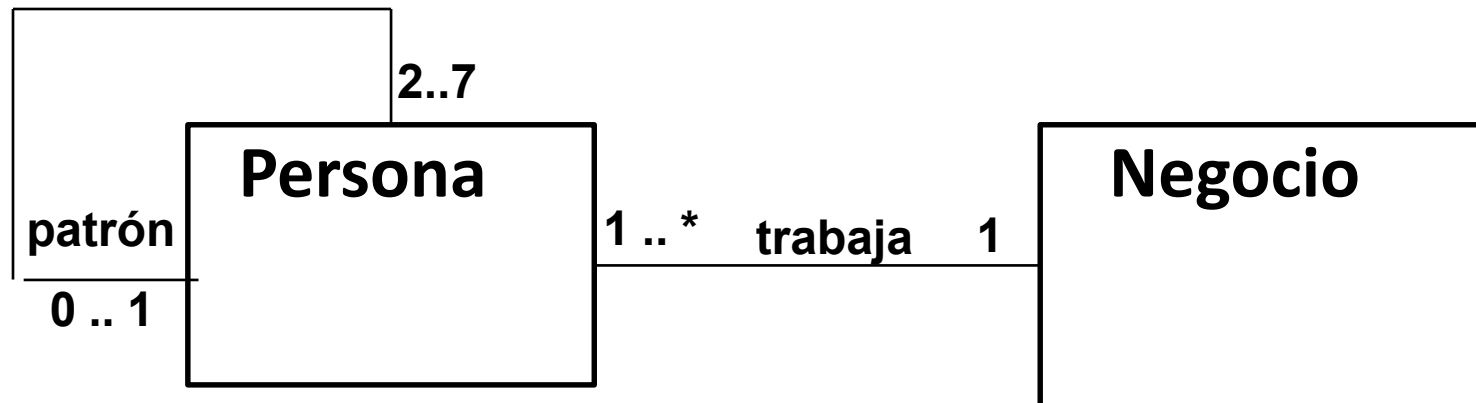 2..7
Persona
Negocio
patrón
1 .. *
trabaja
1
0 .. 1